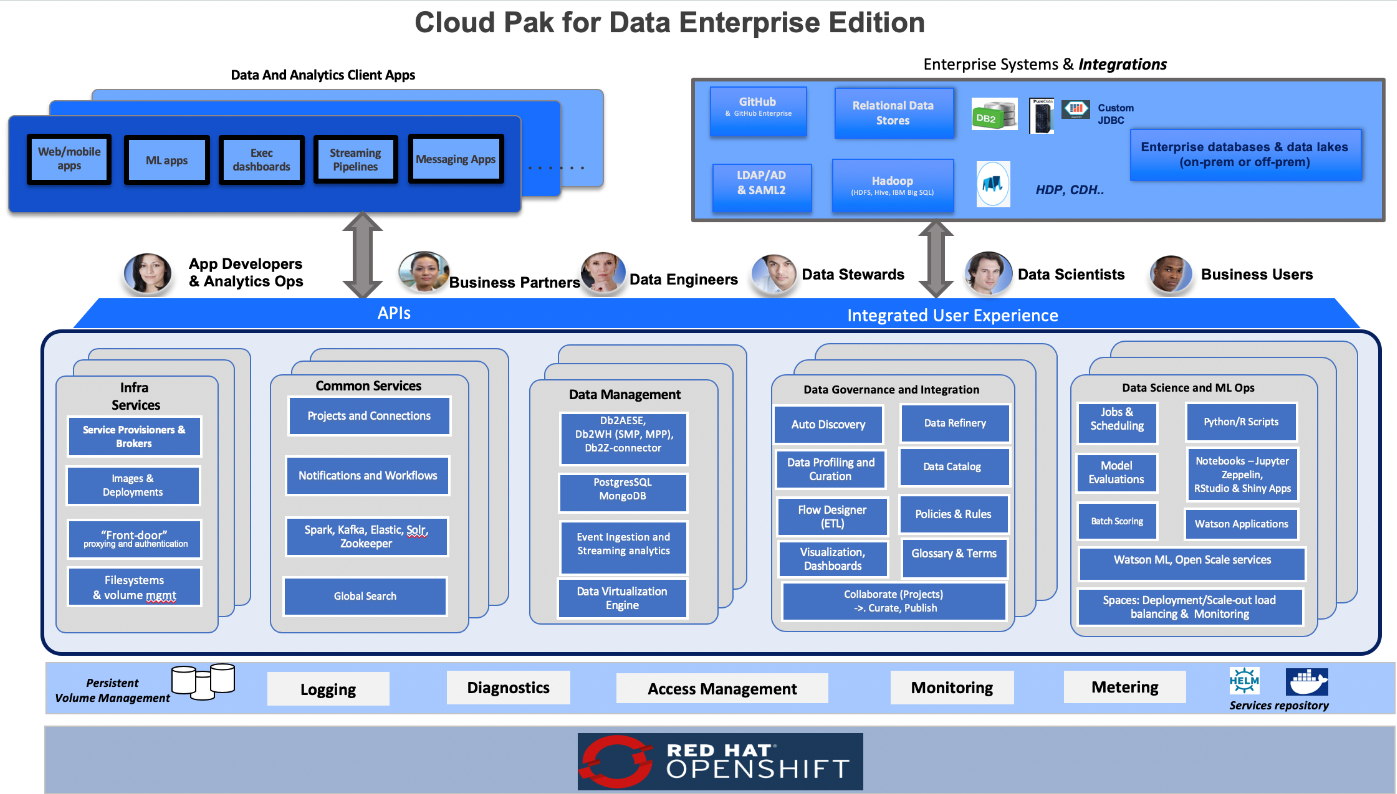 Cloud Pak for Data Enterprise Edition
Data And Analytics Client Apps
Web/mobile
apps
ML apps
Exec
dashboards
Streaming
Pipelines
Messaging Apps
. . . . . .
Enterprise Systems & Integrations
GitHub
& GitHub Enterprise
Relational Data
Stores
DB2
PureData
Custom
JDBC
Enterprise databases & data lakes
(on-prem or off-prem)
LDAP/AD
& SAML2
Hadoop
(HDFS, Hive, IBM Big SQL)
HDP, CDH..
App Developers
& Analytics Ops
Business Partners
Data Engineers
Data Stewards
Data Scientists
Business Users
APIs
Integrated User Experience
Infra
Services
Service Provisioners &
Brokers
Images &
Deployments
“Front-door”
proxying and authentication
Filesystems
& volume mgmt
Common Services
Projects and Connections
Notifications and Workflows
Spark, Kafka, Elastic, Solr,
Zookeeper
Global Search
Data Management
Db2AESE,
Db2WH (SMP, MPP),
Db2Z-connector
PostgresSQL
MongoDB
Event Ingestion and
Streaming analytics
Data Virtualization
Engine
Data Governance and Integration
Auto Discovery
Data Refinery
Data Profiling and
Curation
Data Catalog
Flow Designer
(ETL)
Policies & Rules
Visualization,
Dashboards
Glossary & Terms
Collaborate (Projects)
->. Curate, Publish
Data Science and ML Ops
Jobs &
Scheduling
Python/R Scripts
Model
Evaluations
Notebooks – Jupyter
Zeppelin,
RStudio & Shiny Apps
Batch Scoring
Watson Applications
Watson ML, Open Scale services
Spaces: Deployment/Scale-out load
balancing & Monitoring
Persistent
Volume Management
Logging
Diagnostics
Access Management
Monitoring
Metering
HELM
Services repository
RED HAT®
OPENSHIFT